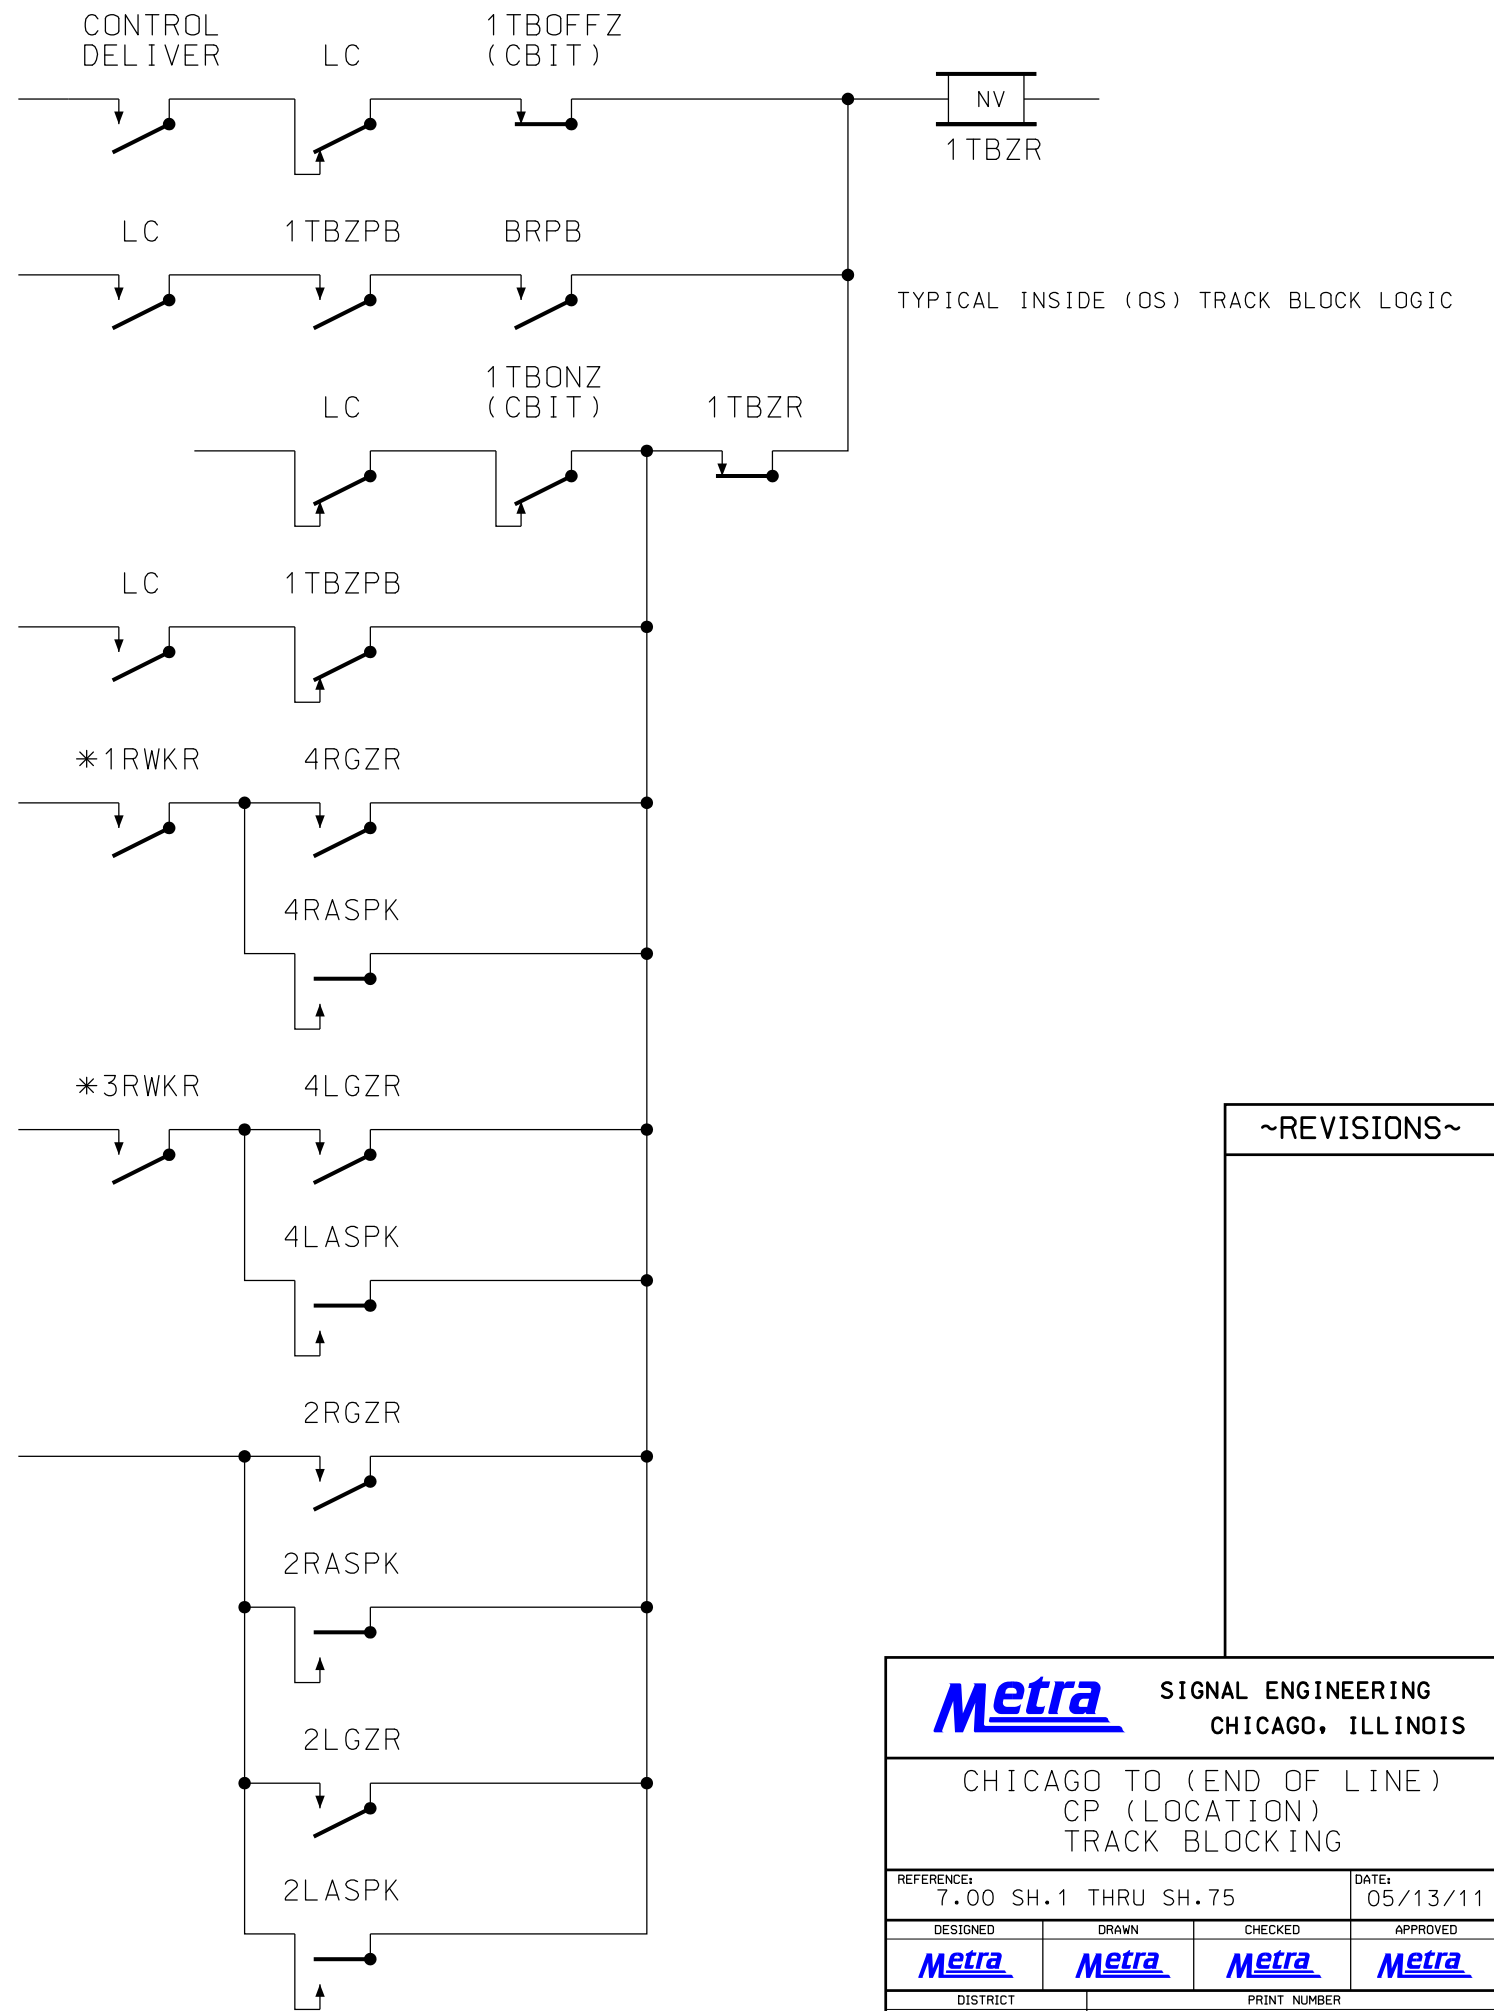 CONTROL
DELIVER
LC
1TBOFFZ
(CBIT)
NV
1TBZR
LC
1TBZPB
BRPB
TYPICAL INSIDE (OS) TRACK BLOCK LOGIC
LC
1TBONZ
(CBIT)
1TBZR
LC
1TBZPB
*1RWKR
4RGZR
4RASPK
*3RWKR
4LGZR
4LASPK
2RGZR
2RASPK
2LGZR
2LASPK
~REVISIONS~
Metra
SIGNAL ENGINEERING
CHICAGO, ILLINOIS
CHICAGO TO (END OF LINE)
CP (LOCATION)
TRACK BLOCKING
REFERENCE:
7.00 SH.1 THRU SH.75
DATE:
05/13/11
DESIGNED
DRAWN
CHECKED
APPROVED
Metra
Metra
Metra
Metra
DISTRICT
PRINT NUMBER